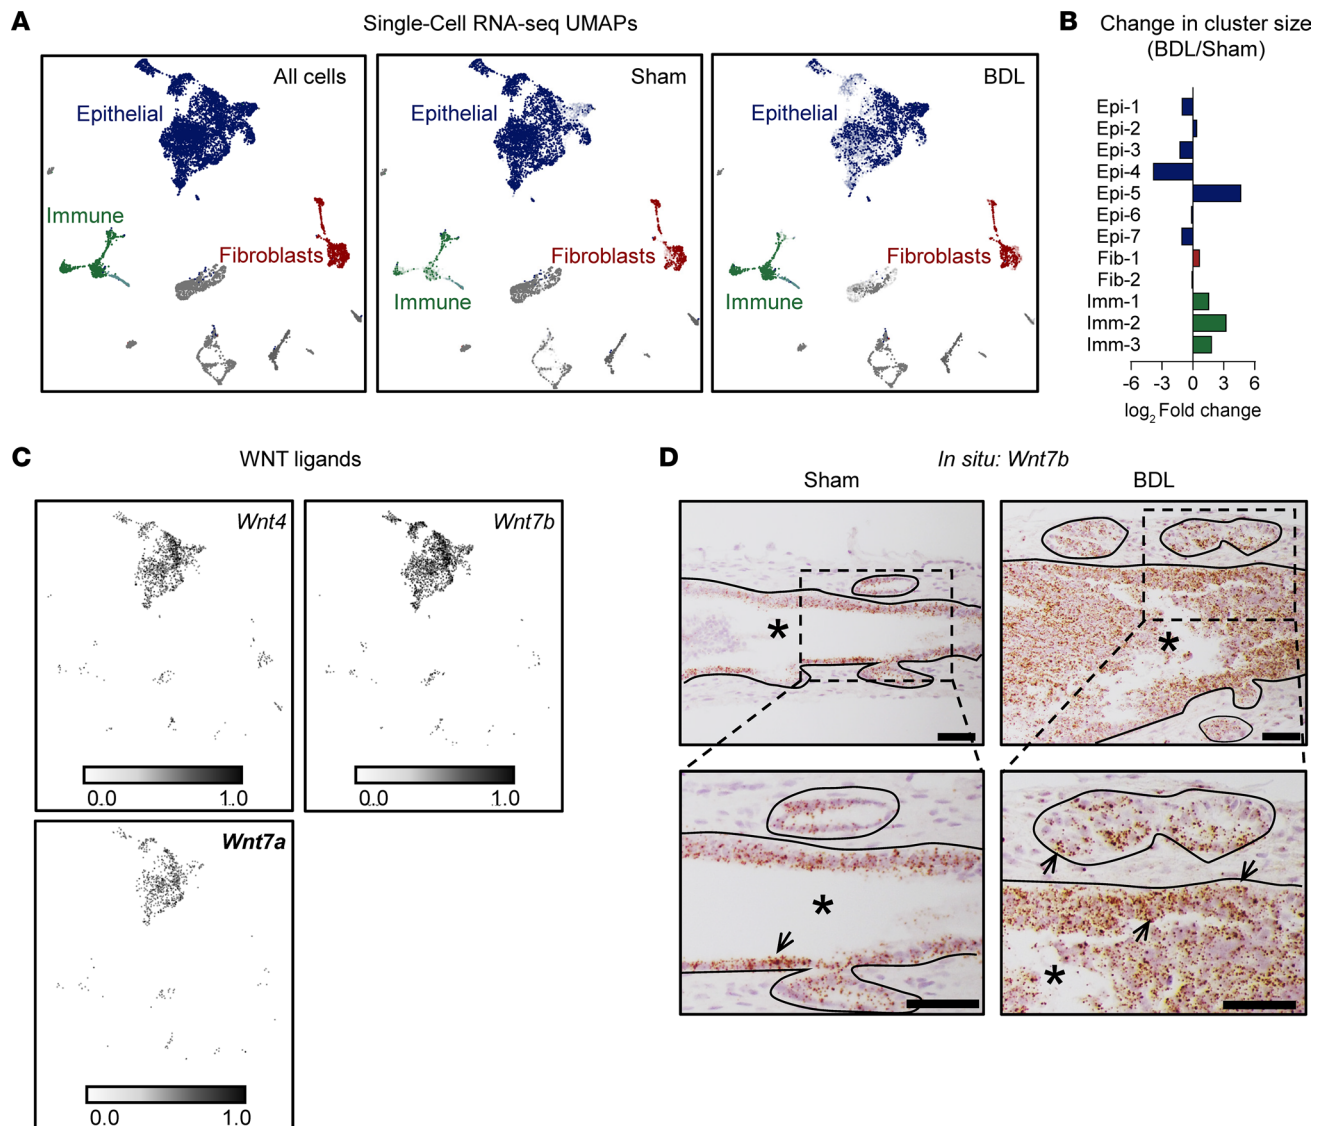 A
Single-Cell RNA-seq UMAPs
All cells
Epithelial
Immune
Fibroblasts
Sham
Epithelial
Fibroblasts
Immune
BDL
Epithelial
Fibroblasts
Immune
B
Change in cluster size
(BDL/Sham)
Epi-1
Epi-2
Epi-3
Epi-4
Epi-5
Epi-6
Epi-7
Fib-1
Fib-2
Imm-1
Imm-2
Imm-3
-6 -3 0 3 6
log2 Fold change
C
WNT ligands
Wnt4
0.0 1.0
Wnt7b
0.0 1.0
Wnt7a
0.0 1.0
D
In situ: Wnt7b
Sham
BDL
*
*
*
*